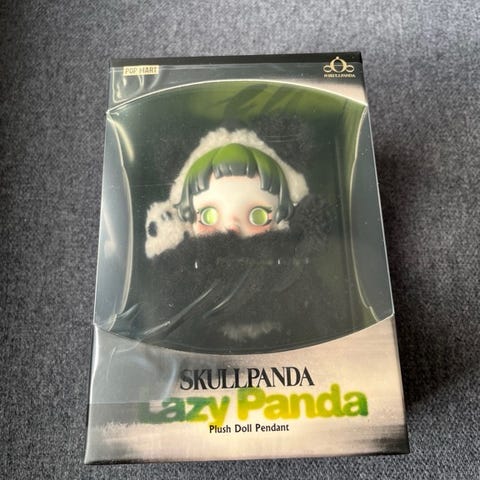 POP MART
SKULLPANDA
SKULLPANDA
Lazy Panda
Plush Doll Pendant